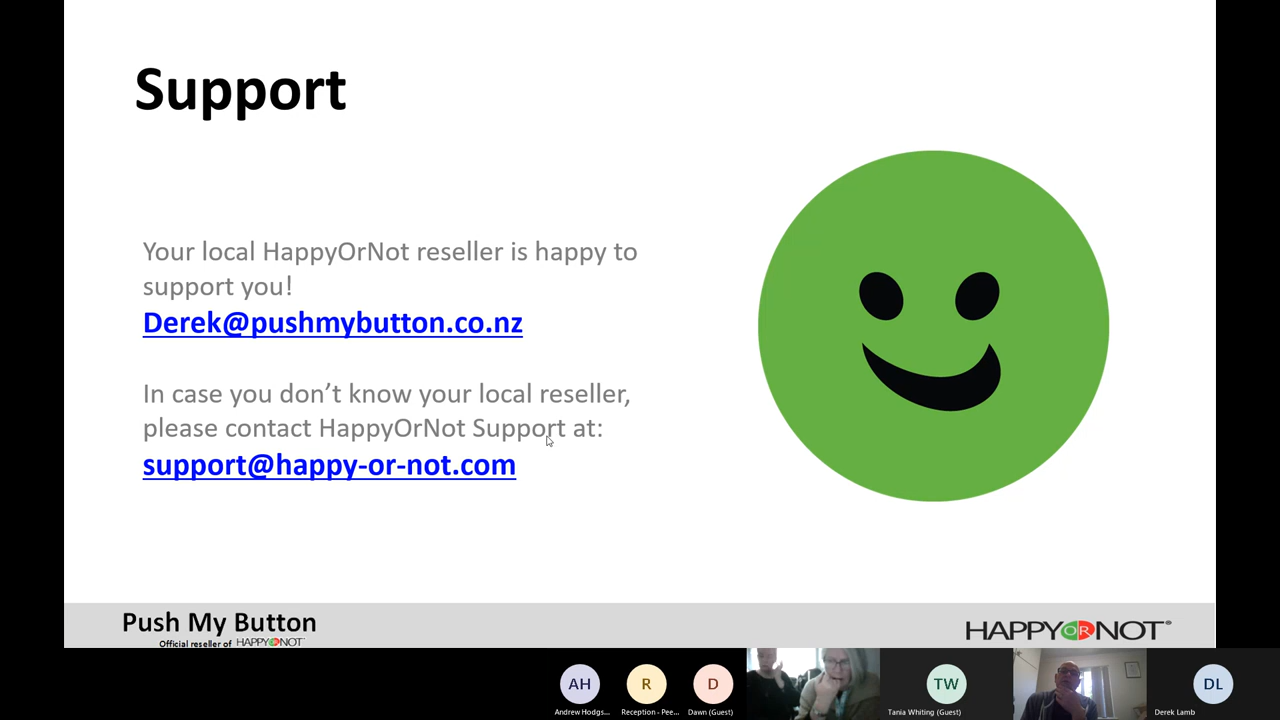 Support
Your local HappyOrNot reseller is happy to
support you!
Derek@pushmybutton.co.nz
In case you don’t know your local reseller,
please contact HappyOrNot Support at:
support@happy-or-not.com
Push My Button
Official reseller of HAPPYORNOT
HAPPYORNOT®
AH
R
D
TW
DL
Andrew Hodgs...
Reception - Pee...
Dawn (Guest)
Tania Whiting (Guest)
Derek Lamb